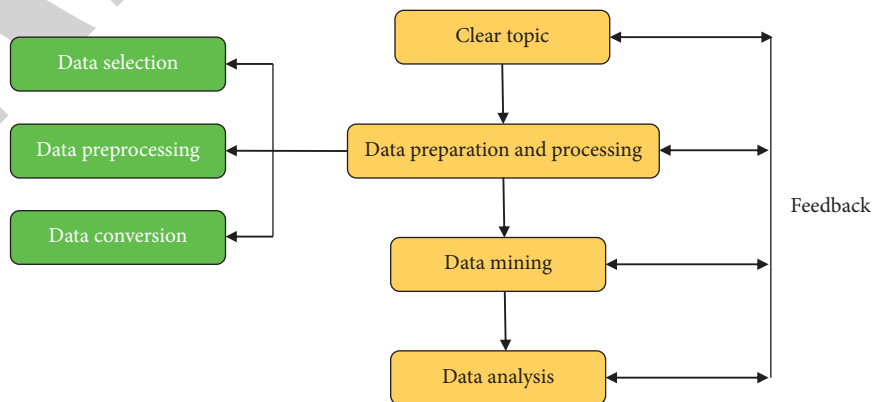 Clear topic
Data selection
Data preprocessing
Data preparation and processing
Feedback
Data conversion
Data mining
Data analysis